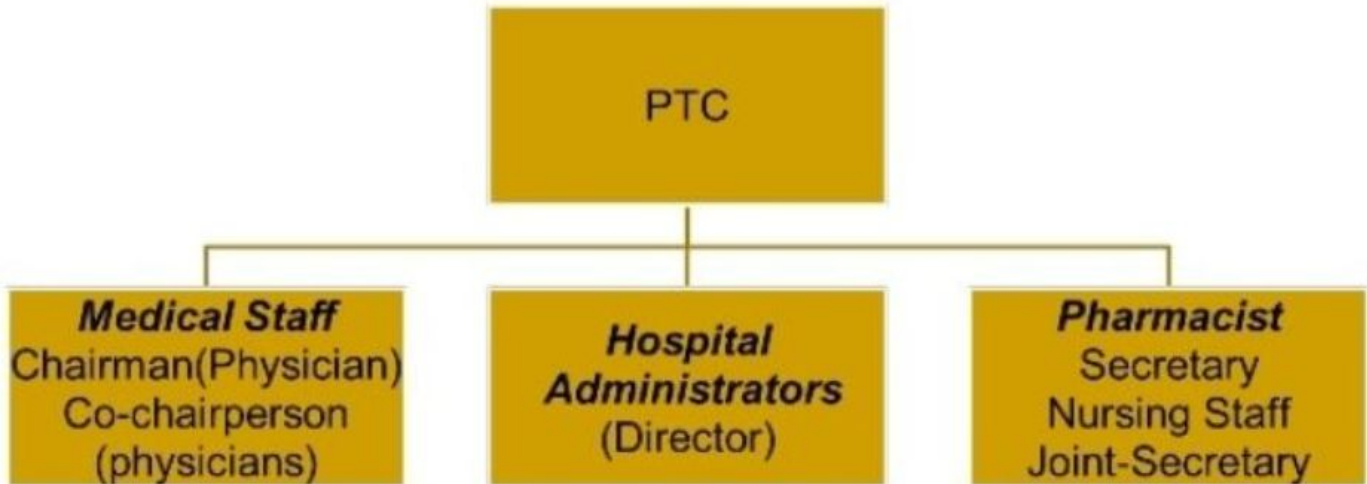 PTC
Medical Staff
Chairman(Physician)
Co-chairperson
(physicians)
Hospital
Administrators
(Director)
Pharmacist
Secretary
Nursing Staff
Joint-Secretary